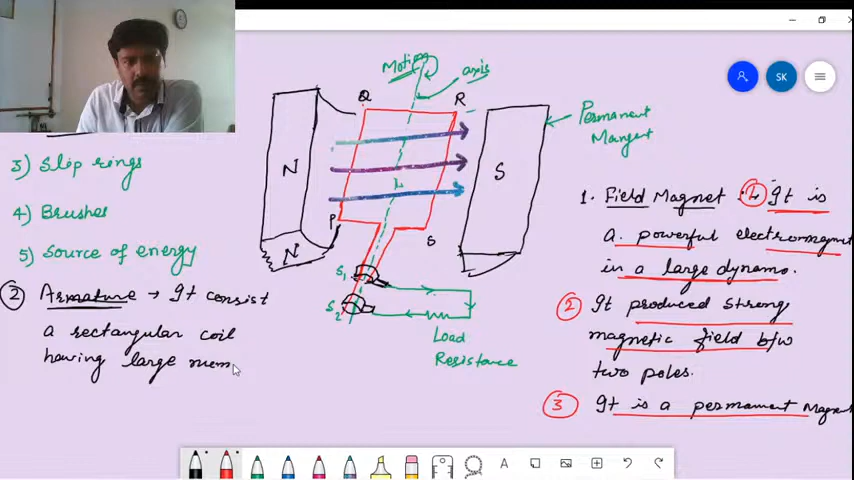 3) Slip rings
4) Brushes
5) Source of energy
② Armature → It consist
a rectangular coil
having large num
Motion
axis
Q
R
N
S
Permanent
Mangert
P
S
N
S1
S2
Load
Resistance
1. Field Magnet :- ① It is
a powerful electromagnet
in a large dynamo.
② It produced strong
magnetic field b/w
two poles.
③ It is a permament Magnet
SK
A